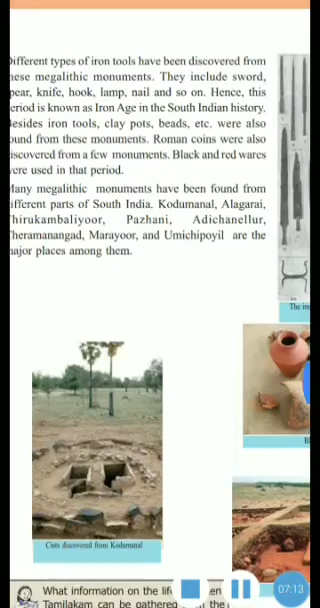 Different types of iron tools have been discovered from
these megalithic monuments. They include sword,
spear, knife, hook, lamp, nail and so on. Hence, this
period is known as Iron Age in the South Indian history.
Besides iron tools, clay pots, beads, etc. were also
found from these monuments. Roman coins were also
discovered from a few monuments. Black and red wares
were used in that period.
Many megalithic monuments have been found from
different parts of South India. Kodumanal, Alagarai,
Thirukambaliyoor, Pazhani, Adichanellur,
Cheramanangad, Marayoor, and Umichipoyil are the
major places among them.
The
Cists discovered from Kodumanal
What information on the
Tamilakam can be gathered the
07:13